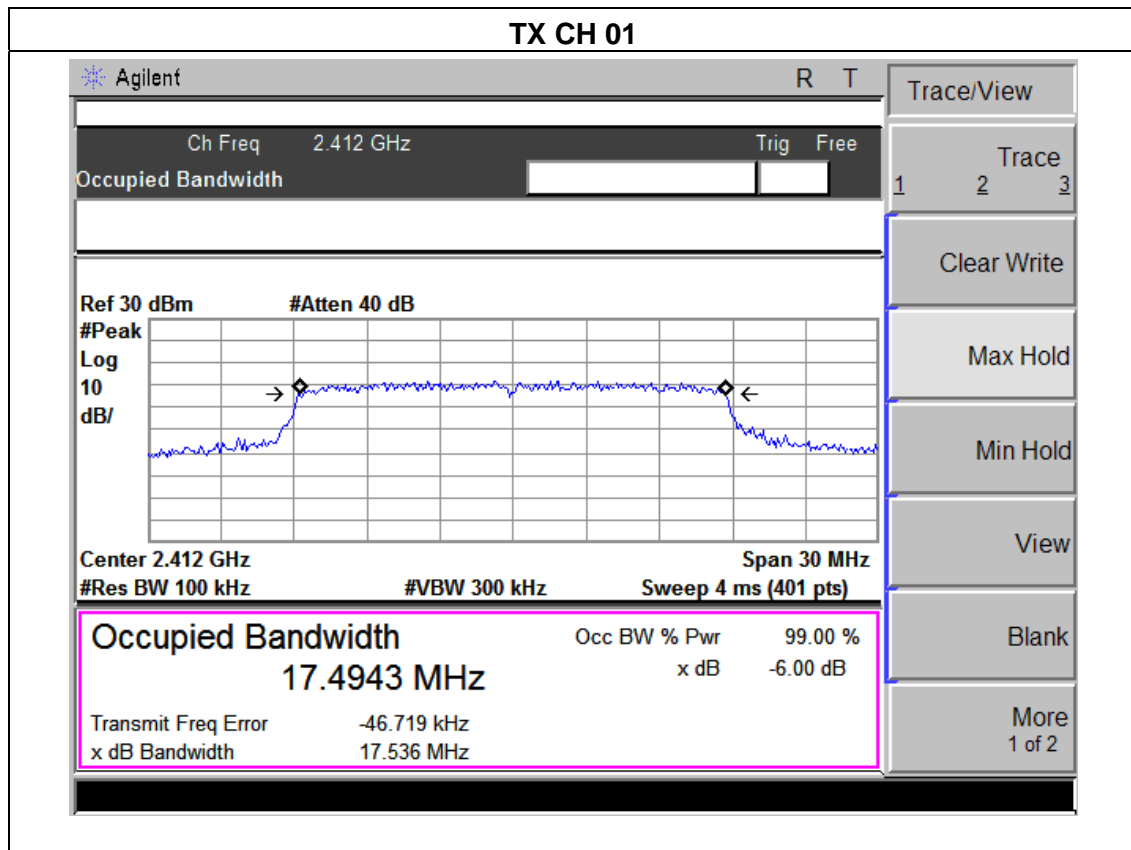 TX CH 01
Agilent R T
Trace/View
Ch Freq 2.412 GHz Trig Free
Occupied Bandwidth
Trace
1 2 3
Clear Write
Ref 30 dBm #Atten 40 dB
#Peak
Log
10
dB/
Max Hold
Min Hold
View
Center 2.412 GHz Span 30 MHz
#Res BW 100 kHz #VBW 300 kHz Sweep 4 ms (401 pts)
Occupied Bandwidth Occ BW % Pwr 99.00 %
17.4943 MHz x dB -6.00 dB
Blank
Transmit Freq Error -46.719 kHz
x dB Bandwidth 17.536 MHz
More
1 of 2